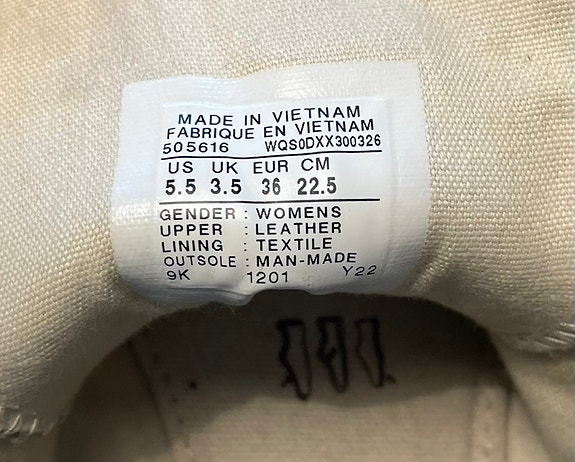 MADE IN VIETNAM
FABRIQUE EN VIETNAM
505616 WQS0DXX300326
US UK EUR CM
5.5 3.5 36 22.5
GENDER : WOMENS
UPPER : LEATHER
LINING : TEXTILE
OUTSOLE : MAN-MADE
9K 1201 Y22